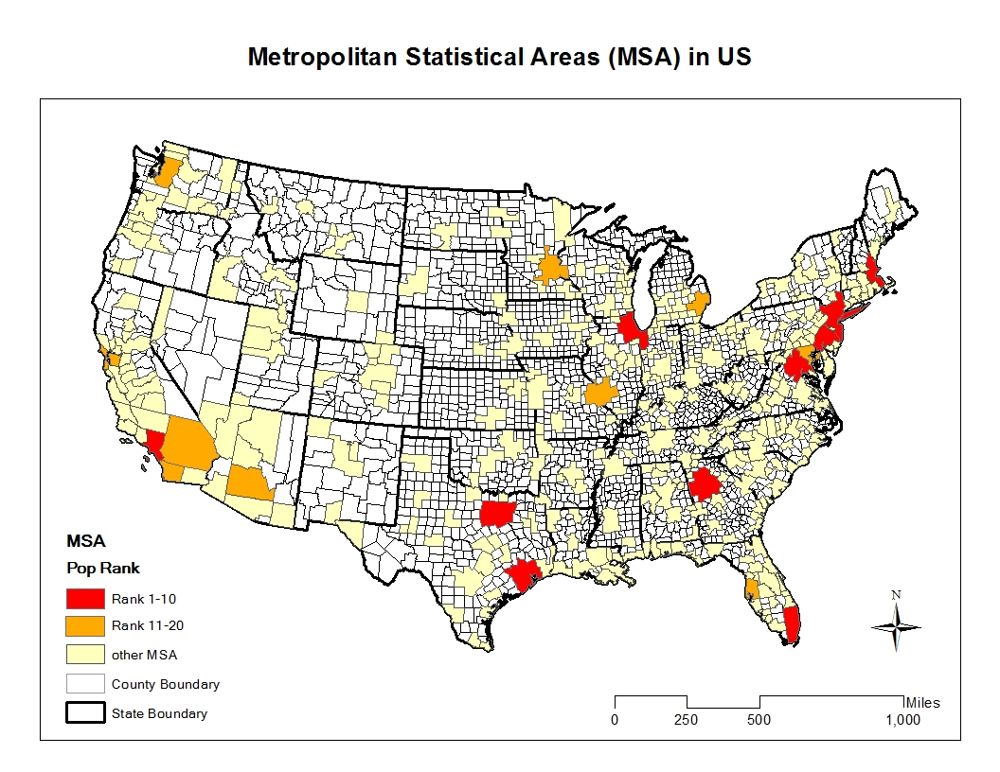 Metropolitan Statistical Areas (MSA) in US
MSA
Pop Rank
Rank 1-10
Rank 11-20
other MSA
County Boundary
State Boundary
N
Miles
0 250 500 1,000